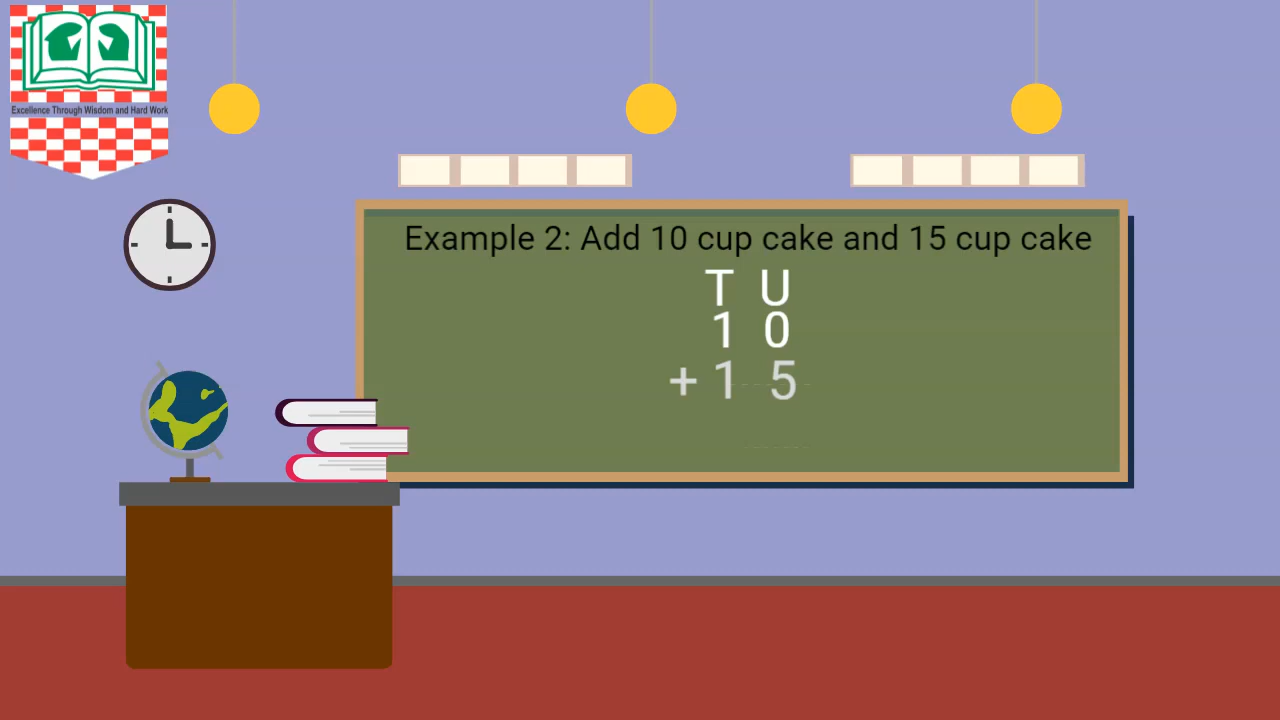 Excellence Through Wisdom and Hard Work
Example 2: Add 10 cup cake and 15 cup cake
T U
1 0
+ 1 5